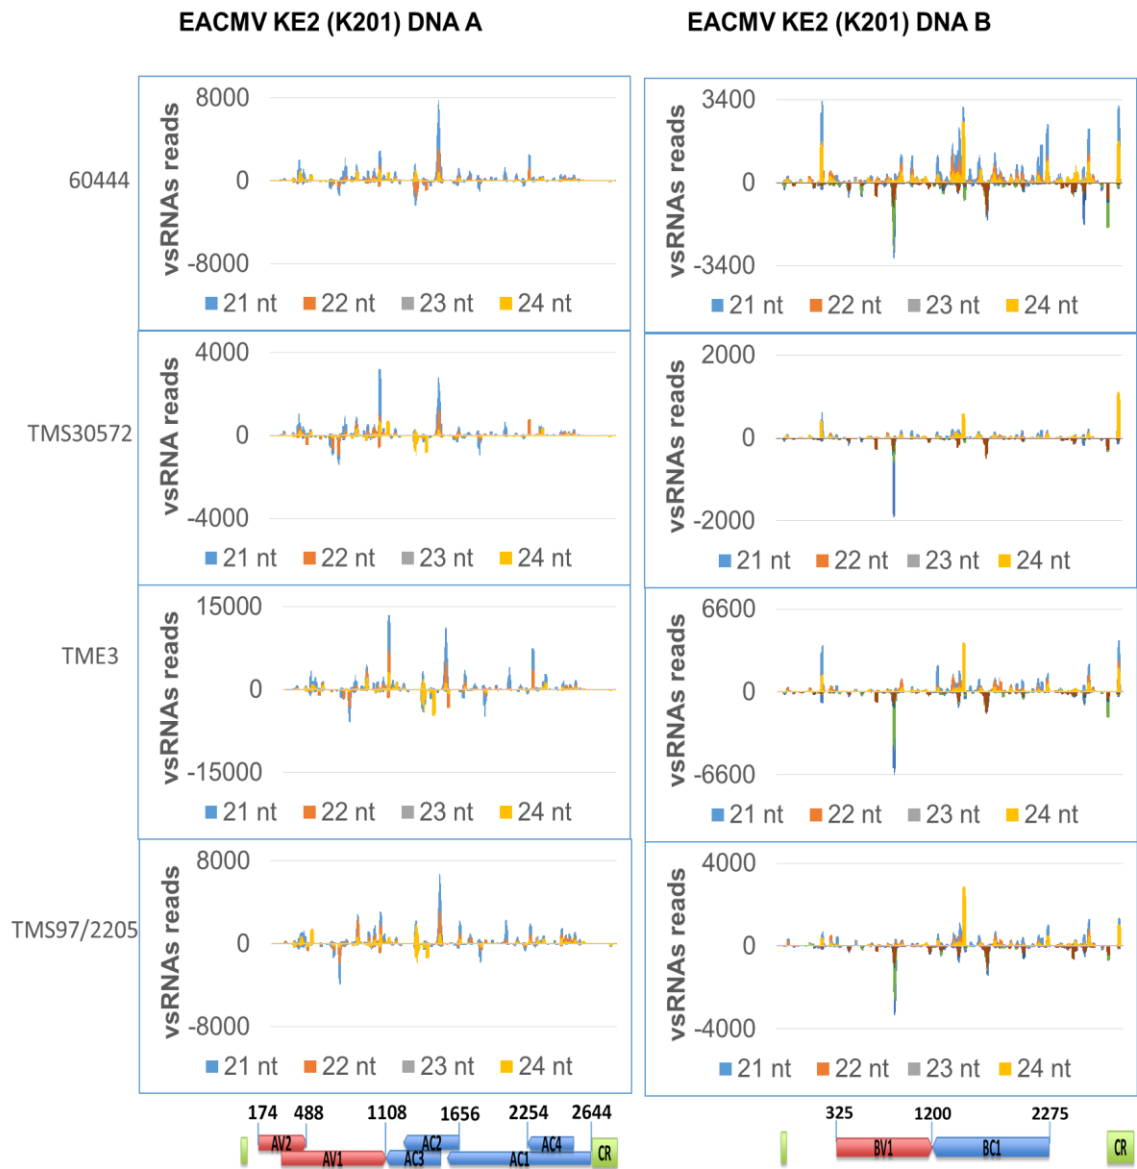 EACMV KE2 (K201) DNA A
EACMV KE2 (K201) DNA B
60444
vsRNAs reads
8000
0
-8000
21 nt 22 nt 23 nt 24 nt
vsRNAs reads
3400
0
-3400
21 nt 22 nt 23 nt 24 nt
TMS30572
vsRNA reads
4000
0
-4000
21 nt 22 nt 23 nt 24 nt
vsRNAs reads
2000
0
-2000
21 nt 22 nt 23 nt 24 nt
TME3
vsRNAs reads
15000
0
-15000
21 nt 22 nt 23 nt 24 nt
vsRNAs reads
6600
0
-6600
21 nt 22 nt 23 nt 24 nt
TMS97/2205
vsRNAs reads
8000
0
-8000
21 nt 22 nt 23 nt 24 nt
vsRNAs reads
4000
0
-4000
21 nt 22 nt 23 nt 24 nt
174 488 1108 1656 2254 2644
AV2 AC2 AC4
AV1 AC3 AC1 CR
325 1200 2275
BV1 BC1 CR